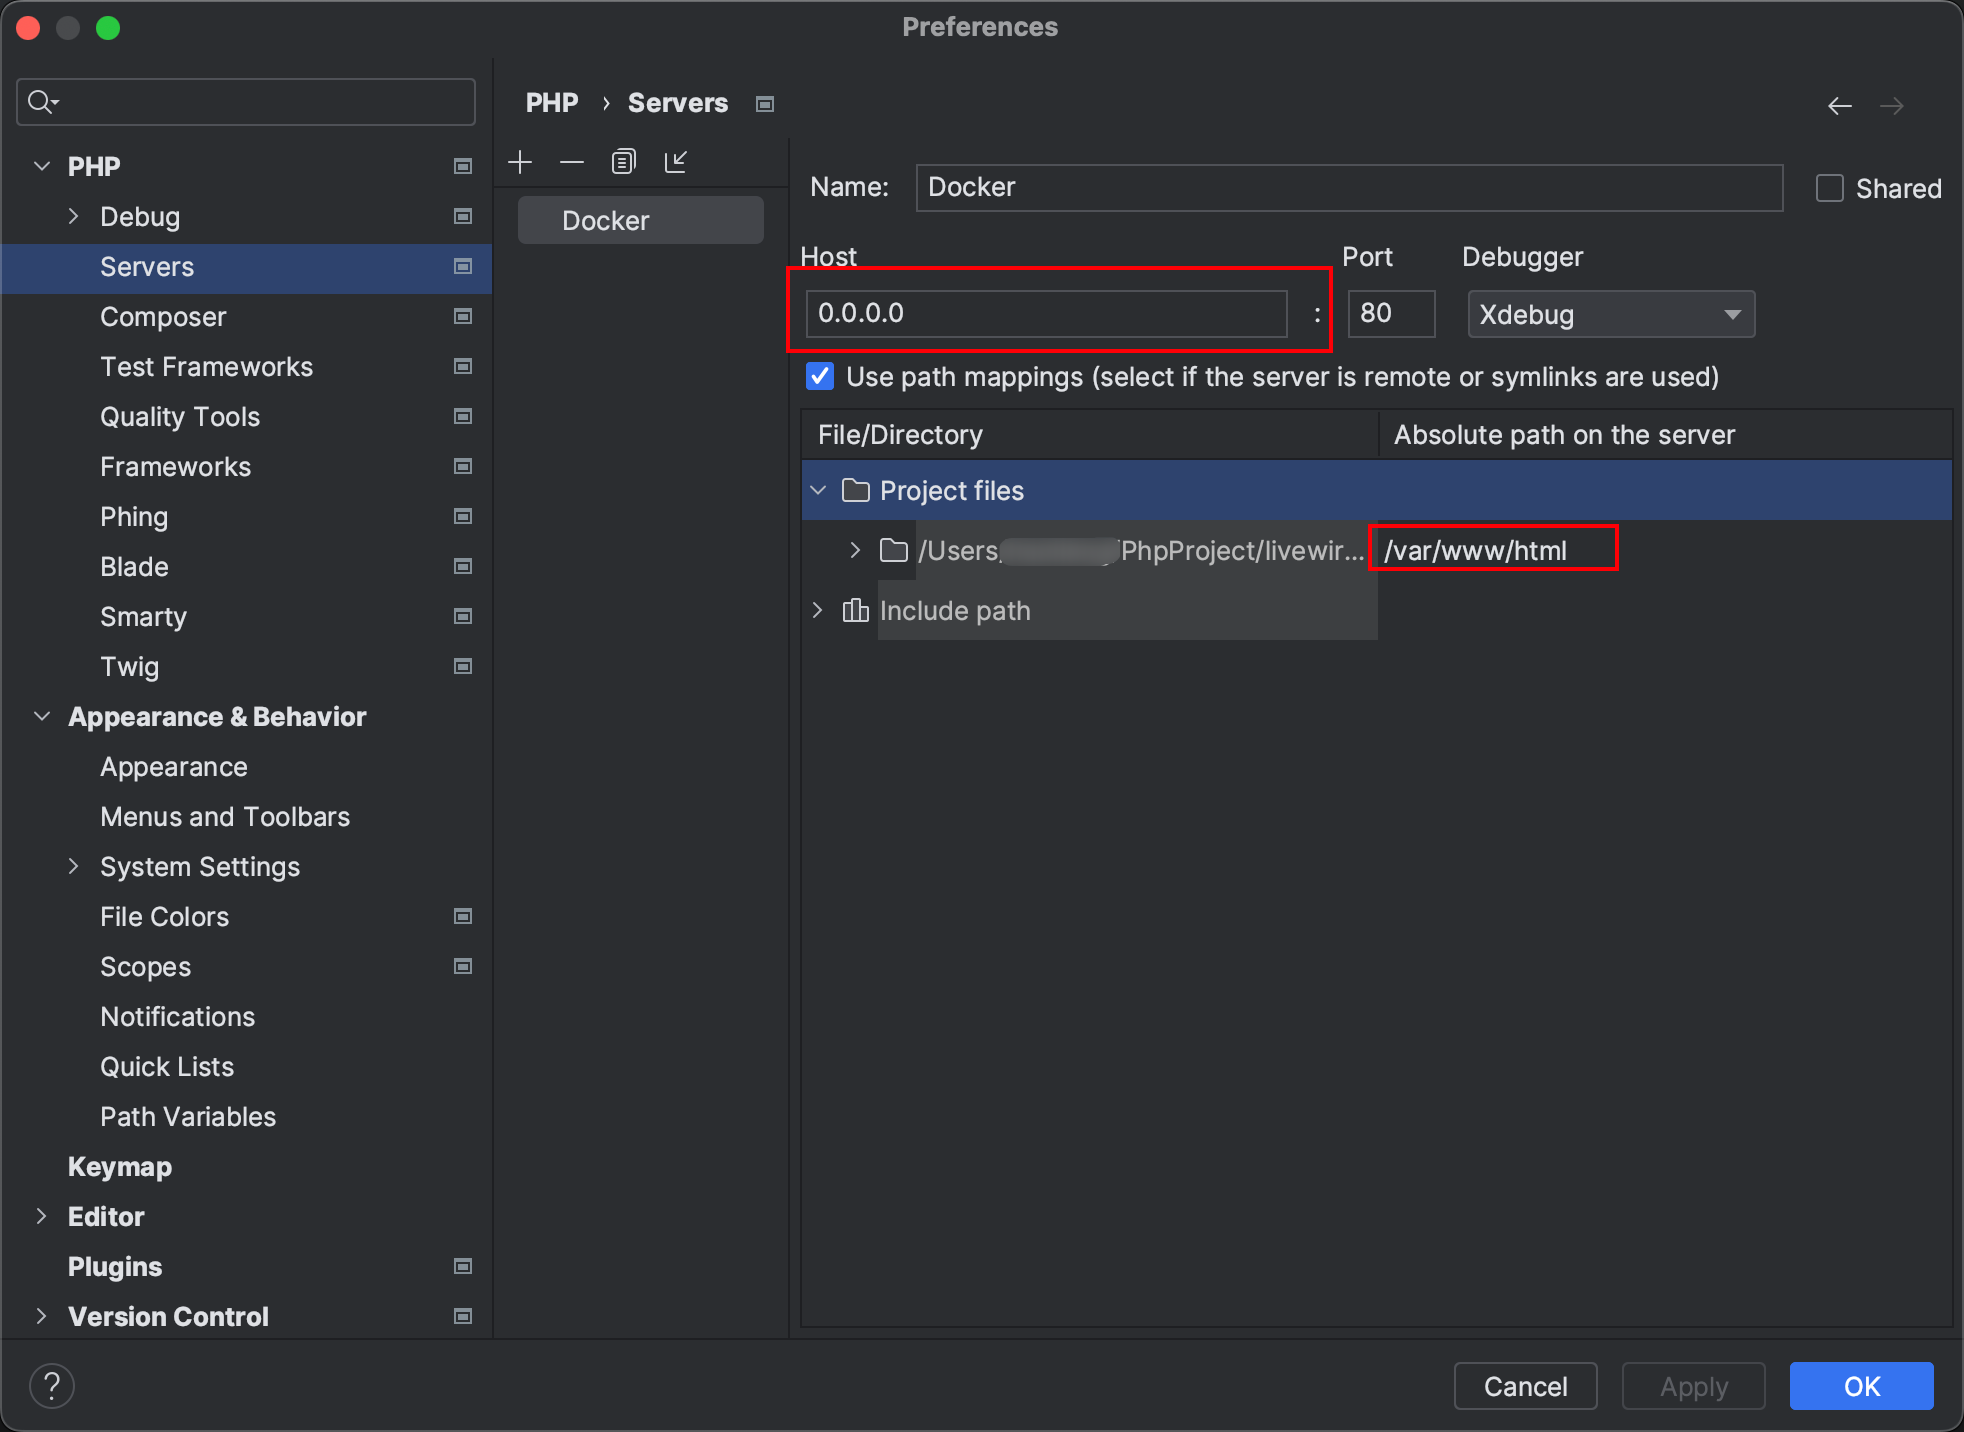 Preferences
PHP
Debug
Servers
Composer
Test Frameworks
Quality Tools
Frameworks
Phing
Blade
Smarty
Twig
Appearance & Behavior
Appearance
Menus and Toolbars
System Settings
File Colors
Scopes
Notifications
Quick Lists
Path Variables
Keymap
Editor
Plugins
Version Control
?
PHP › Servers
Docker
Name: Docker Shared
Host Port Debugger
0.0.0.0 : 80 Xdebug
Use path mappings (select if the server is remote or symlinks are used)
File/Directory Absolute path on the server
Project files
/Users/ /PhpProject/livewir... /var/www/html
Include path
Cancel Apply OK